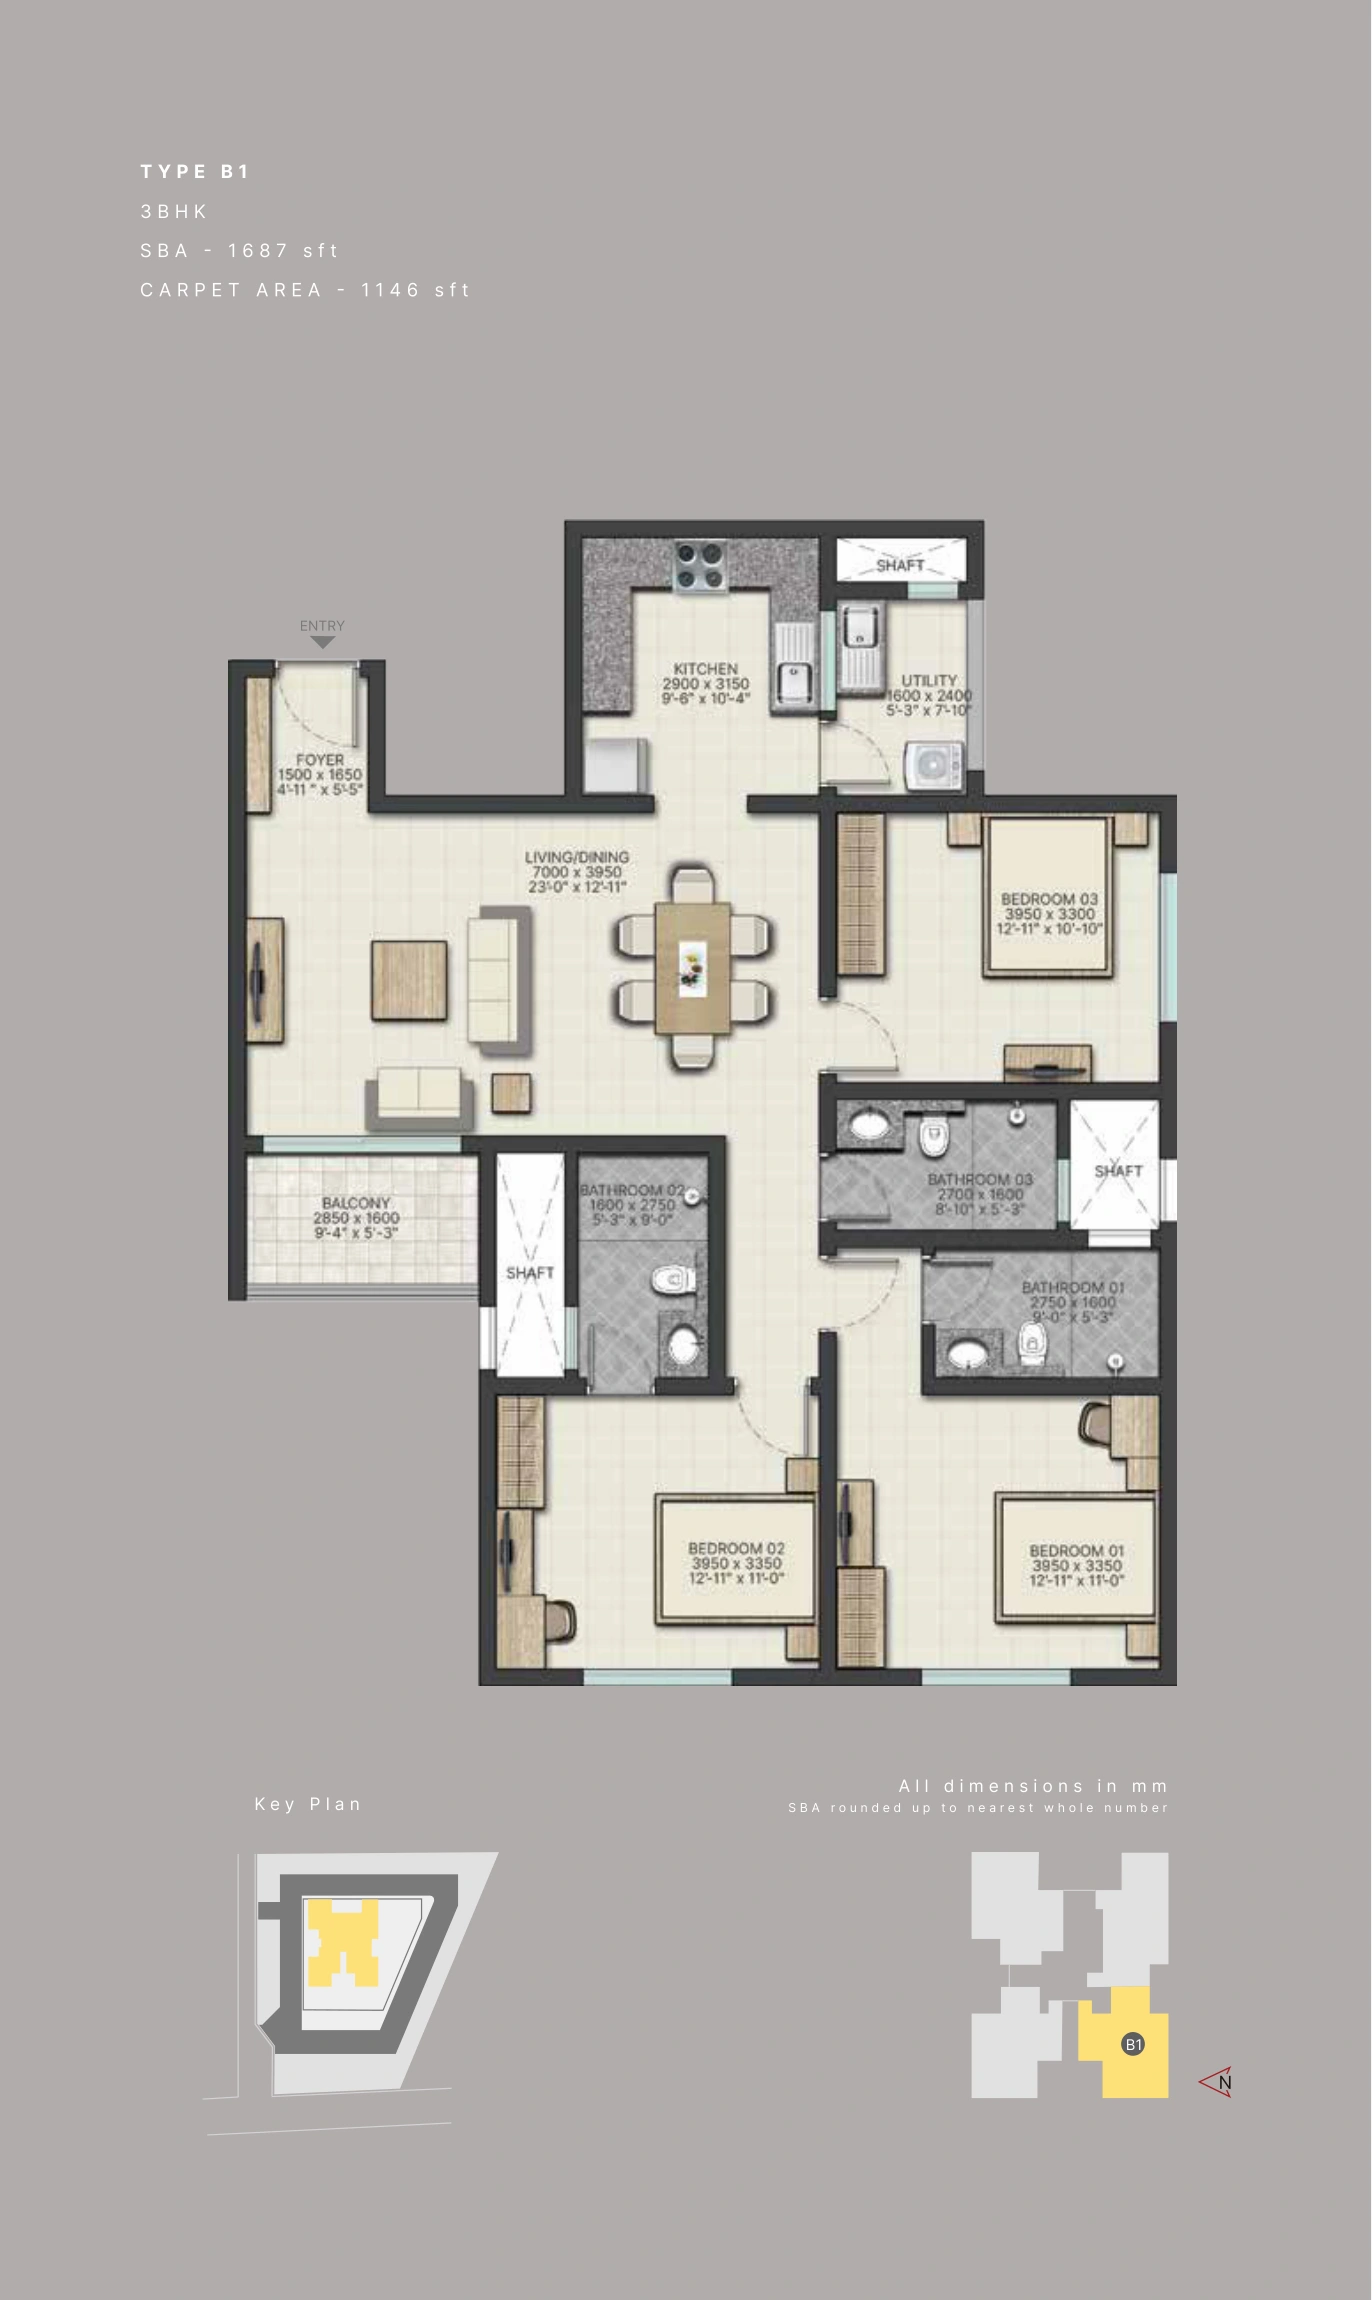 TYPE B1
3BHK
SBA - 1687 sft
CARPET AREA - 1146 sft
SHAFT
ENTRY
KITCHEN
2900 x 3150
9'-6" x 10'-4"
UTILITY
1600 x 2400
5'-3" x 7'-10"
FOYER
1500 x 1650
4'-11 " x 5'-5"
LIVING/DINING
7000 x 3950
23'-0" x 12'-11"
BEDROOM 03
3950 x 3300
12'-11" x 10'-10"
BATHROOM 03
2700 x 1600
8'-10" x 5'-3"
SHAFT
BATHROOM 02
1600 x 2750
5'-3" x 9'-0"
BALCONY
2850 x 1600
9'-4" x 5'-3"
SHAFT
BATHROOM 01
2750 x 1600
9'-0" x 5'-3"
BEDROOM 02
3950 x 3350
12'-11" x 11'-0"
BEDROOM 01
3950 x 3350
12'-11" x 11'-0"
All dimensions in mm
SBA rounded up to nearest whole number
Key Plan
B1
N